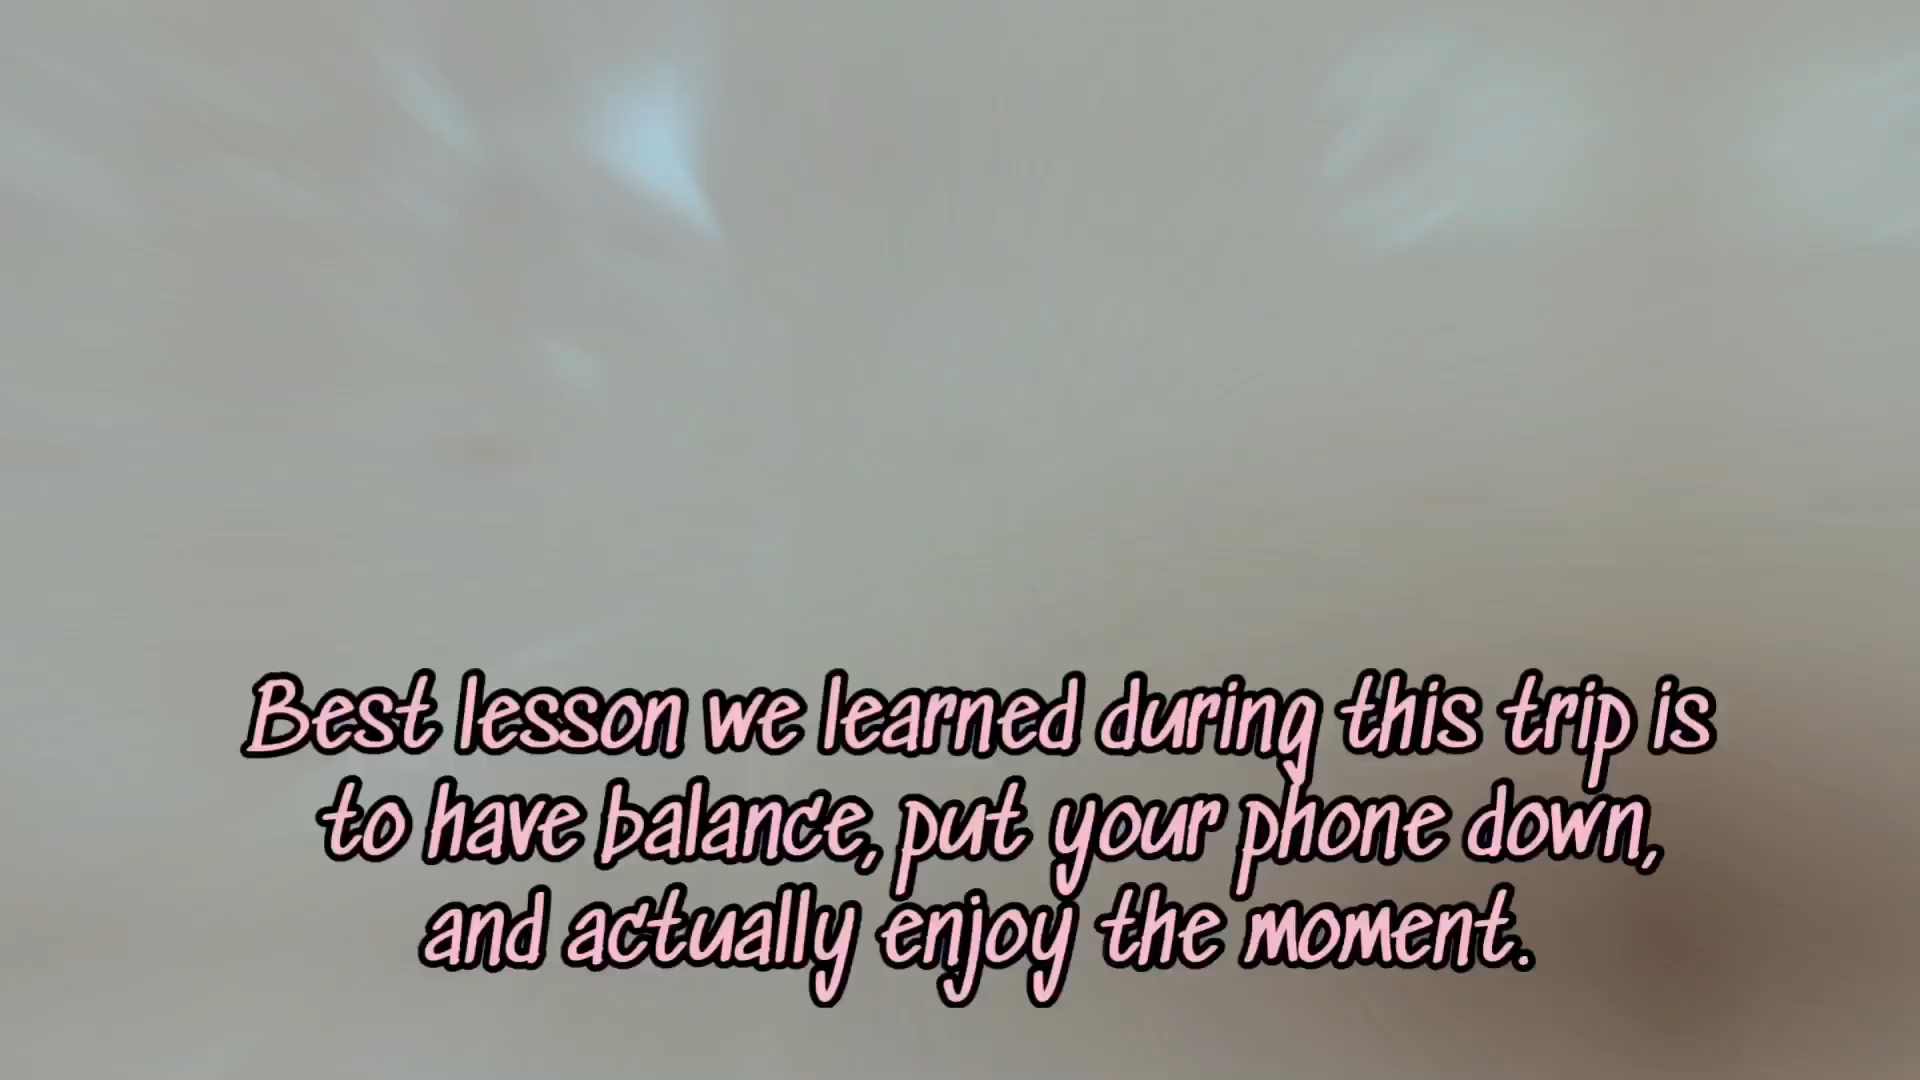 Best lesson we learned during this trip is
to have balance, put your phone down,
and actually enjoy the moment.